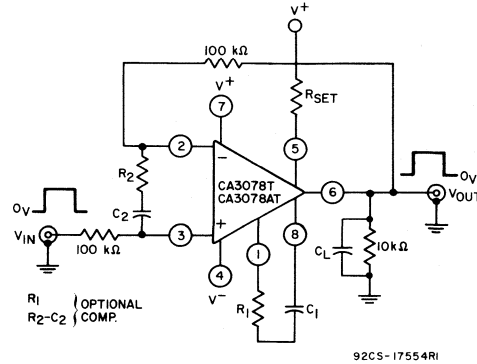 V+
100 kΩ
V+
RSET
7
5
2
−
R2
CA3078T
CA3078AT
6
0V
VOUT
C2
0V
+
3
VIN
100 kΩ
8
1
CL
10kΩ
4
V−
R1
C1
R1 } OPTIONAL
R2-C2 } COMP.
92CS-17554R1